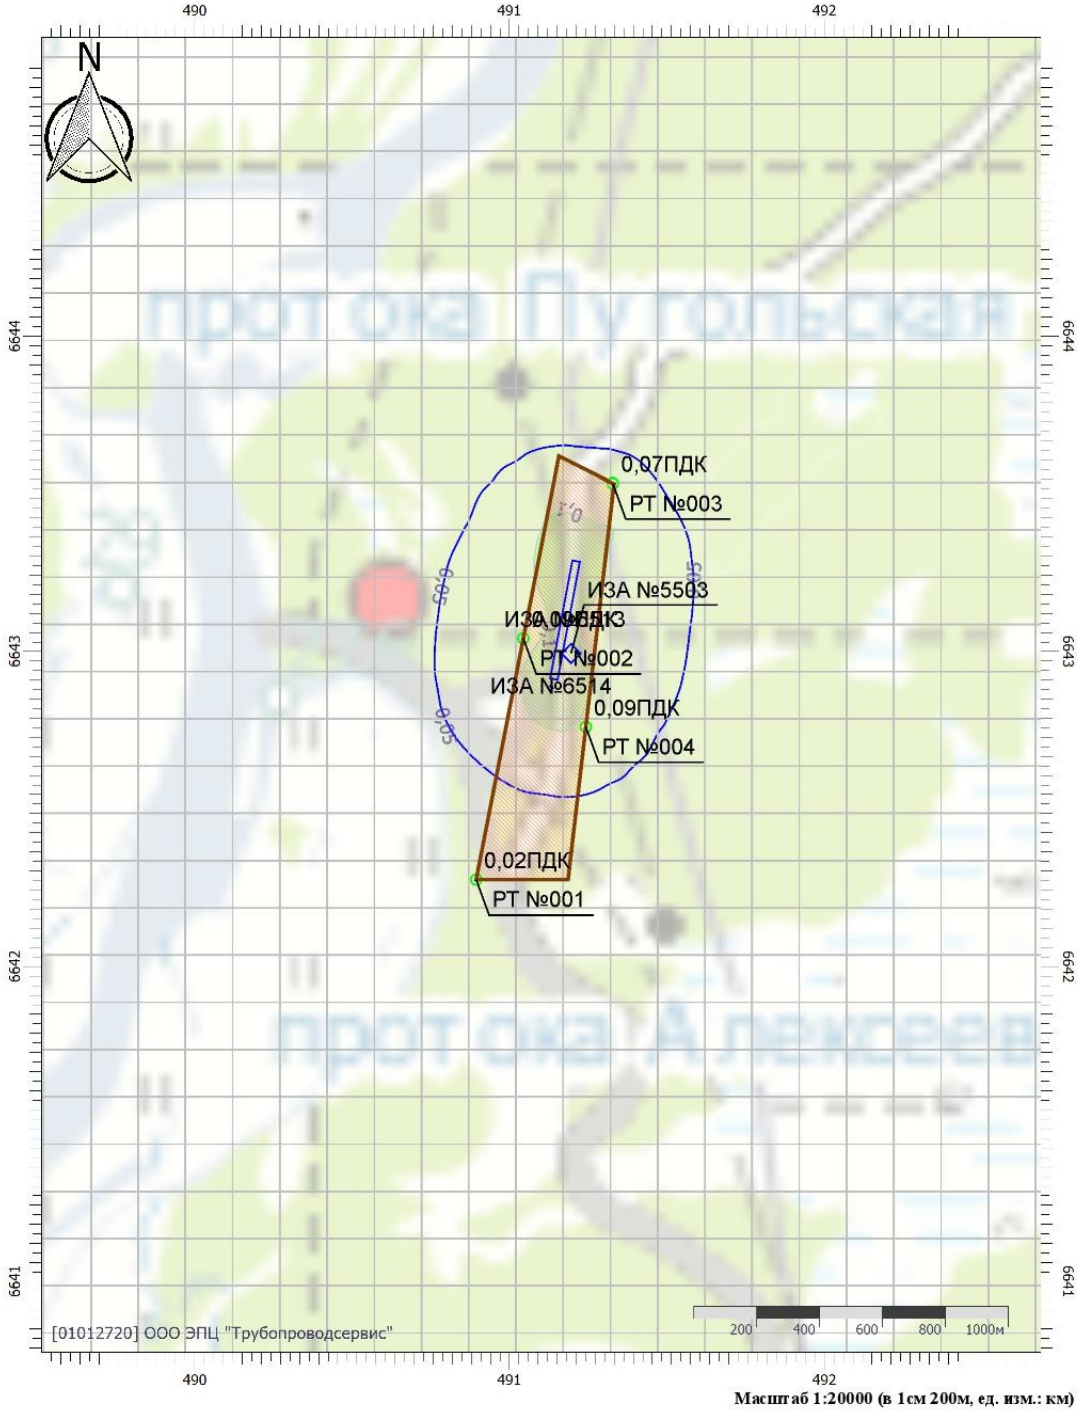 490 491 492
N
протока Пугольская
6644 6644
0,07ПДК
РТ №003
0,1
0,05
ИЗА №5503
6643 6643
РТ №002
ИЗА №6514
0,09ПДК
0,05
РТ №004
0,02ПДК
РТ №001
6642 6642
протока Алексеев
6641 6641
[01012720] ООО ЭПЦ "Трубопроводсервис"
200 400 600 800 1000м
490 491 492
Масштаб 1:20000 (в 1см 200м, ед. изм.: км)